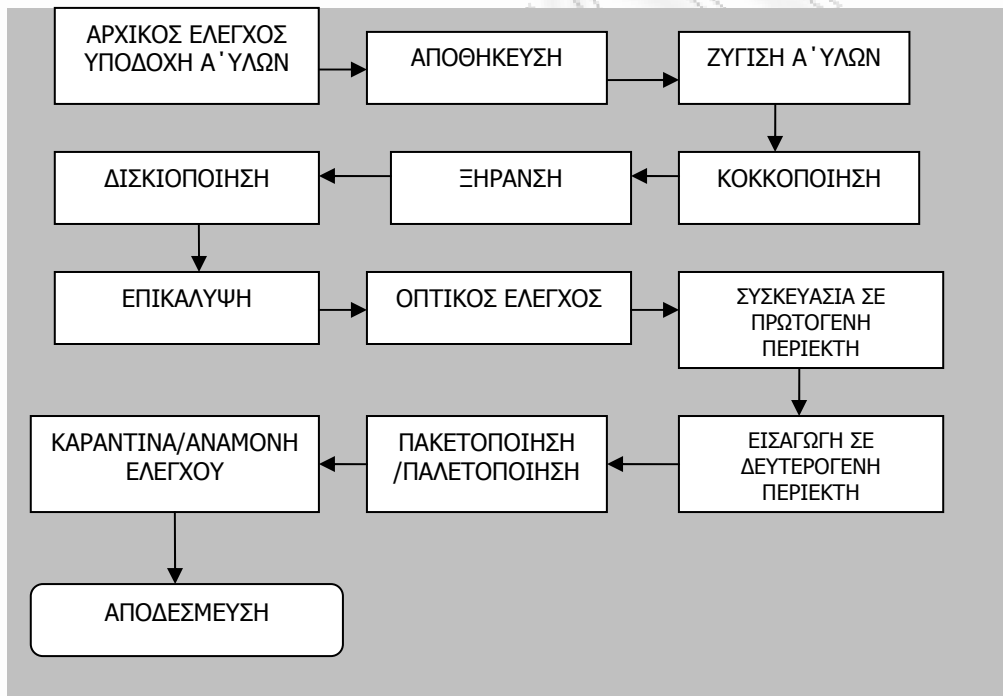 ΑΡΧΙΚΟΣ ΕΛΕΓΧΟΣ
ΥΠΟΔΟΧΗ Α΄ΥΛΩΝ
ΑΠΟΘΗΚΕΥΣΗ
ΖΥΓΙΣΗ Α΄ΥΛΩΝ
ΚΟΚΚΟΠΟΙΗΣΗ
ΞΗΡΑΝΣΗ
ΔΙΣΚΙΟΠΟΙΗΣΗ
ΕΠΙΚΑΛΥΨΗ
ΟΠΤΙΚΟΣ ΕΛΕΓΧΟΣ
ΣΥΣΚΕΥΑΣΙΑ ΣΕ
ΠΡΩΤΟΓΕΝΗ
ΠΕΡΙΕΚΤΗ
ΕΙΣΑΓΩΓΗ ΣΕ
ΔΕΥΤΕΡΟΓΕΝΗ
ΠΕΡΙΕΚΤΗ
ΠΑΚΕΤΟΠΟΙΗΣΗ
/ΠΑΛΕΤΟΠΟΙΗΣΗ
ΚΑΡΑΝΤΙΝΑ/ΑΝΑΜΟΝΗ
ΕΛΕΓΧΟΥ
ΑΠΟΔΕΣΜΕΥΣΗ